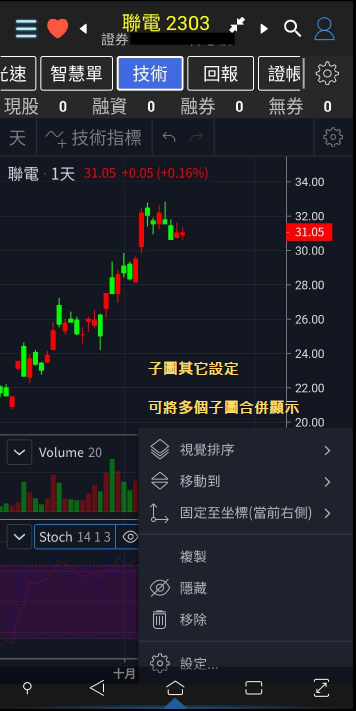 聯電 2303
證券
光速 智慧單 技術 回報 證帳
現股 0 融資 0 融券 0 無券 0
天 技術指標
聯電 · 1天 31.05 +0.05 (+0.16%)
34.00
32.00
31.05
30.00
28.00
26.00
24.00
子圖其它設定
22.00
可將多個子圖合併顯示
20.00
Volume 20
視覺排序
移動到
固定至坐標(當前右側)
Stoch 14 1 3
複製
隱藏
移除
設定...
十月